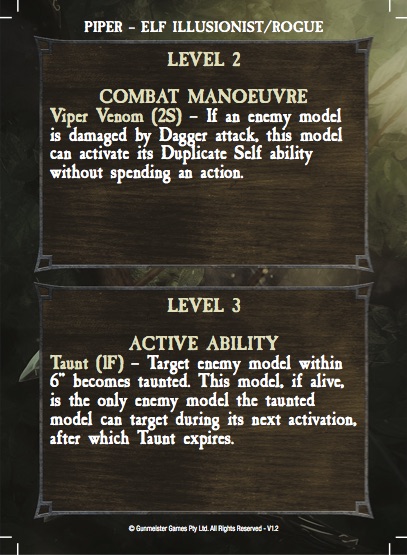 PIPER – ELF ILLUSIONIST/ROGUE
LEVEL 2
COMBAT MANOEUVRE
Viper Venom (2S) – If an enemy model
is damaged by Dagger attack, this model
can activate its Duplicate Self ability
without spending an action.
LEVEL 3
ACTIVE ABILITY
Taunt (1F) – Target enemy model within
6” becomes taunted. This model, if alive,
is the only enemy model the taunted
model can target during its next activation,
after which Taunt expires.
© Gunmeister Games Pty Ltd. All Rights Reserved - V1.2